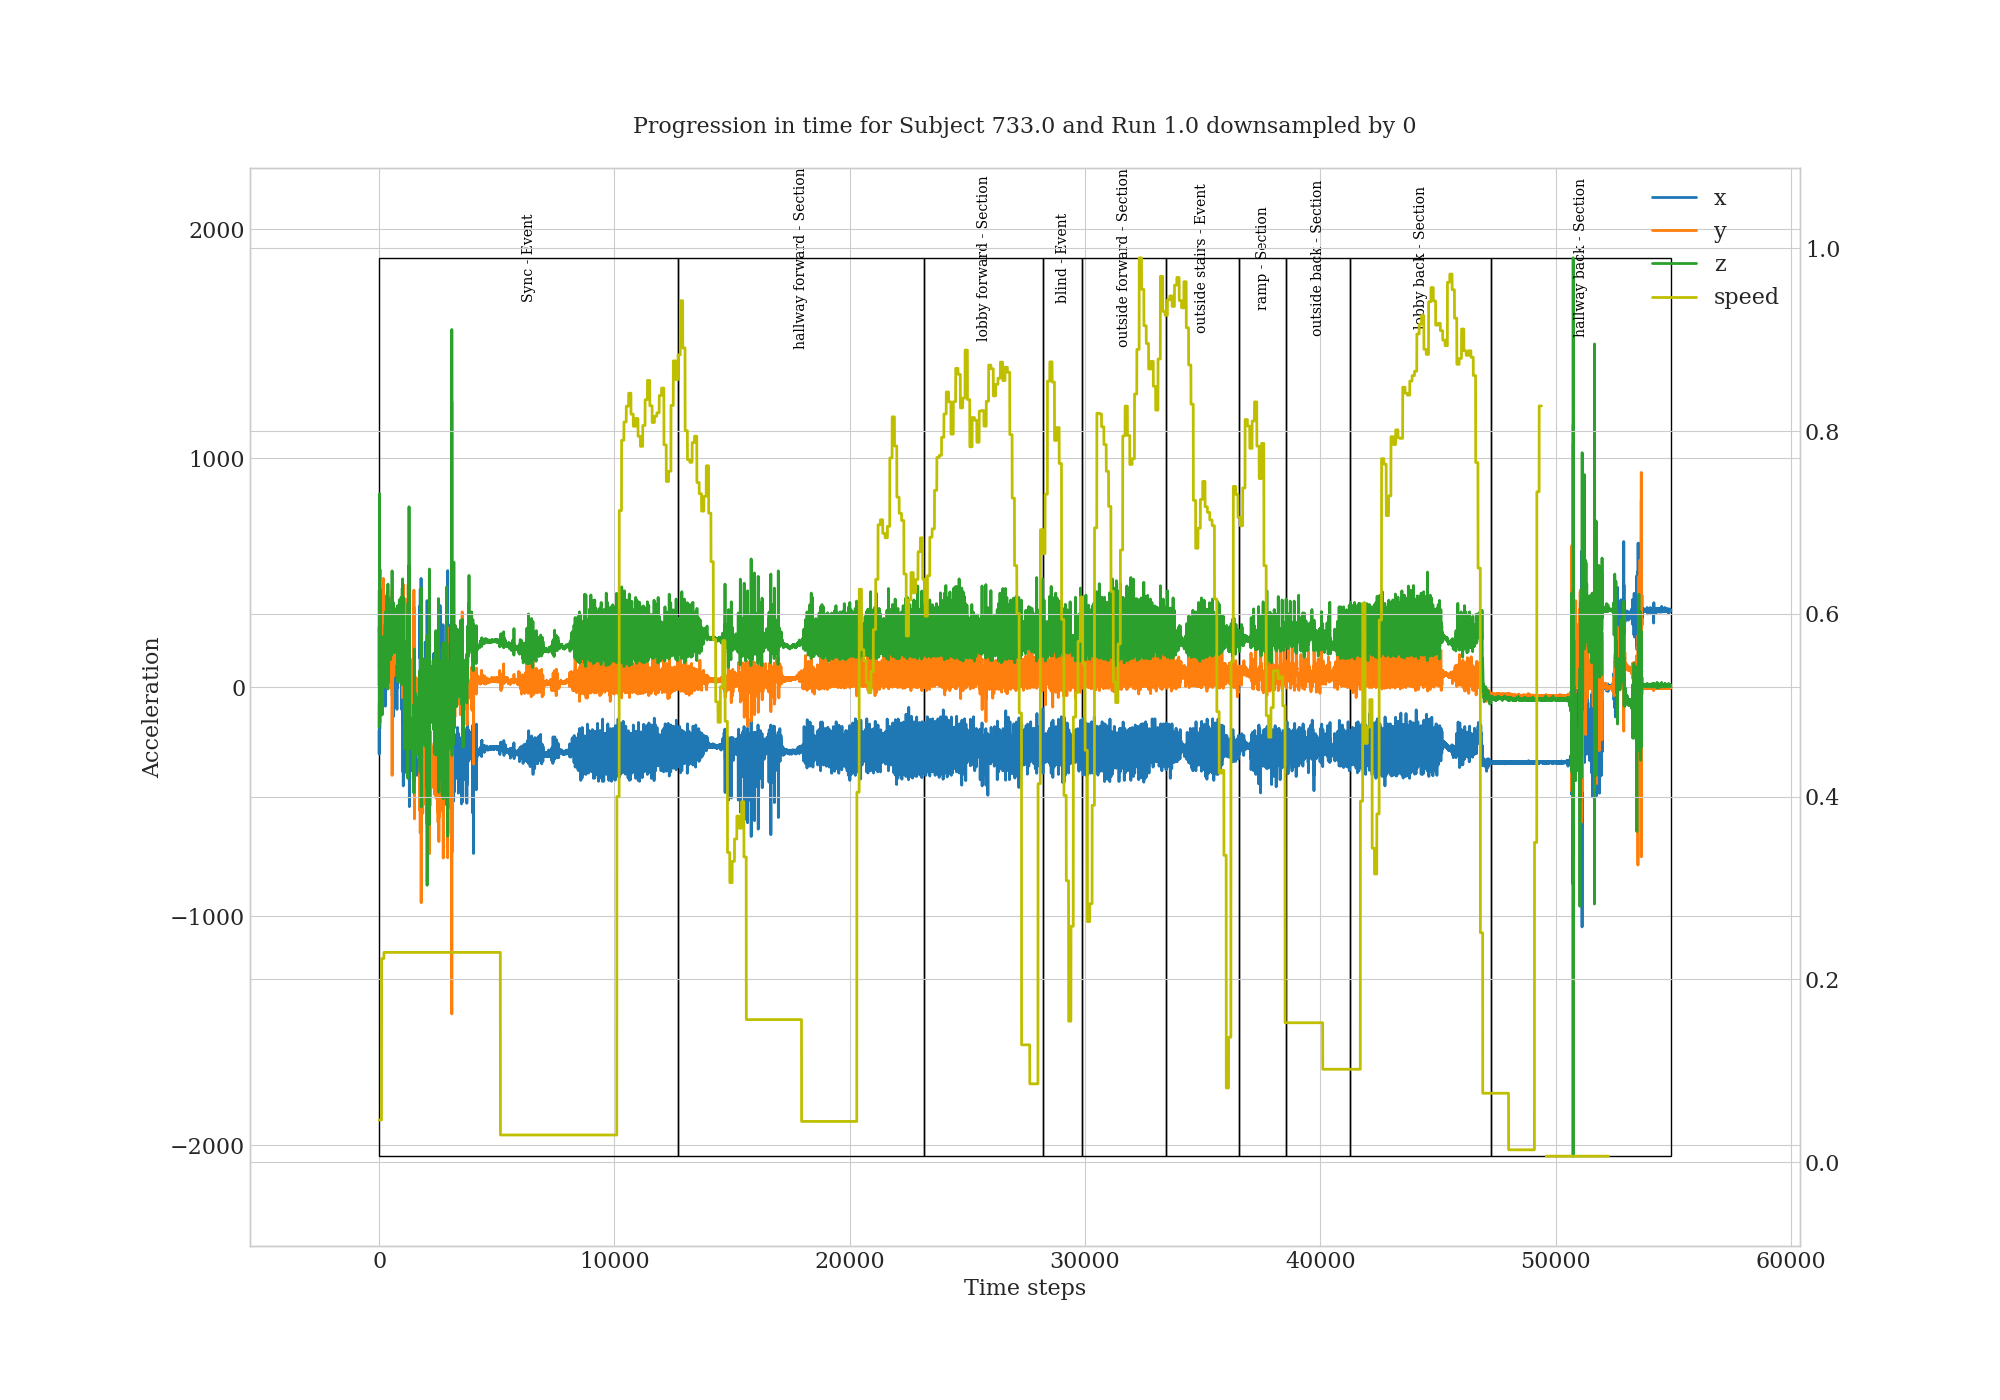 Progression in time for Subject 733.0 and Run 1.0 downsampled by 0
Acceleration
2000
1000
0
−1000
−2000
Sync - Event
hallway forward - Section
lobby forward - Section
blind - Event
outside forward - Section
outside stairs - Event
ramp - Section
outside back - Section
lobby back - Section
hallway back - Section
x
y
z
speed
1.0
0.8
0.6
0.4
0.2
0.0
0 10000 20000 30000 40000 50000 60000
Time steps